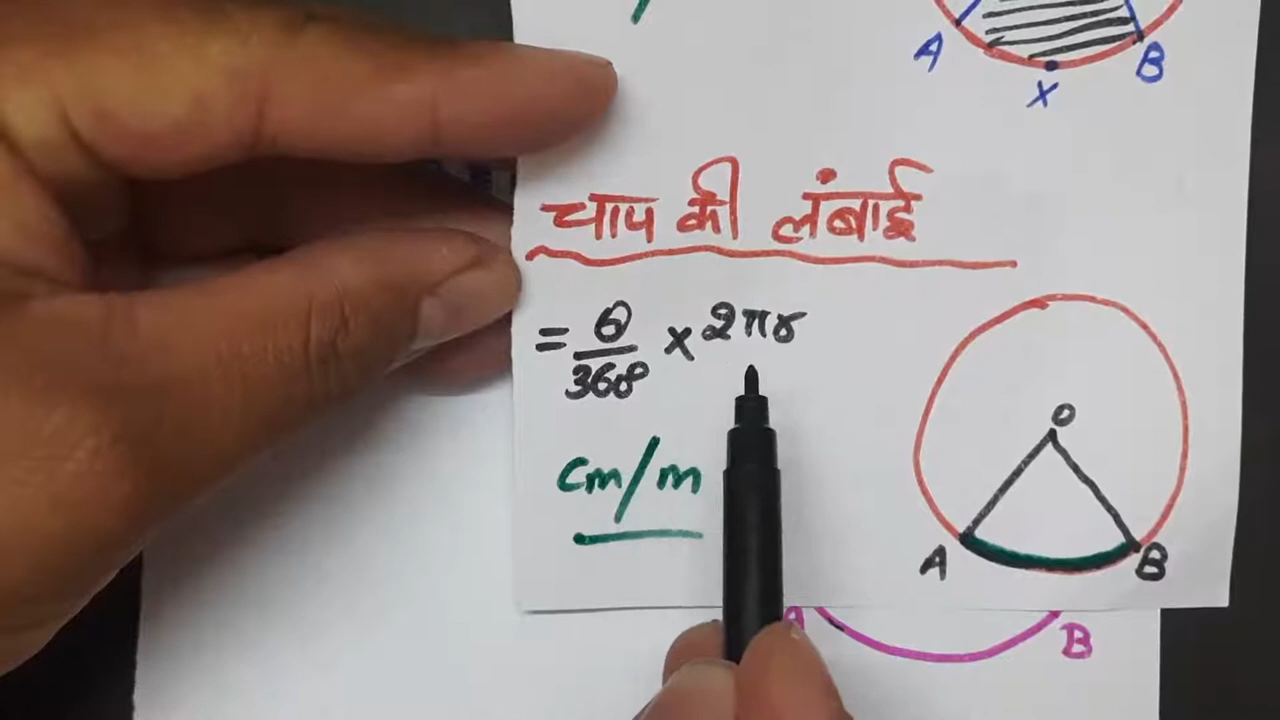 A B
X
चाप की लंबाई
= θ/360° × 2πr
cm/m
O
A B
A B